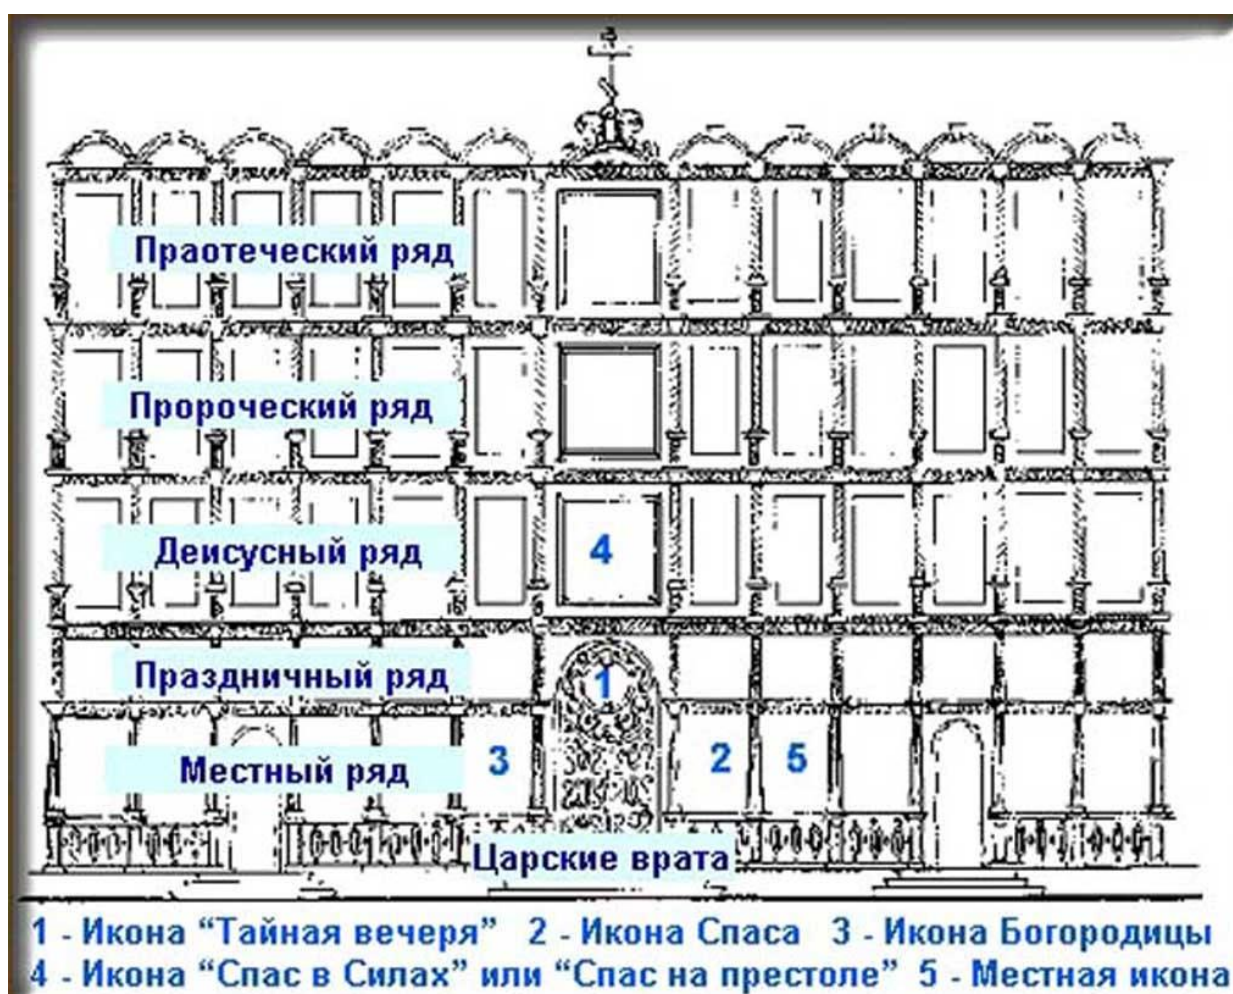 Праотеческий ряд
Пророческий ряд
Деисусный ряд
4
Праздничный ряд
1
Местный ряд
3
2
5
Царские врата
1 - Икона “Тайная вечеря” 2 - Икона Спаса 3 - Икона Богородицы
4 - Икона “Спас в Силах” или “Спас на престоле” 5 - Местная икона